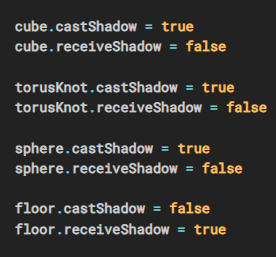 cube.castShadow = true
cube.receiveShadow = false
torusKnot.castShadow = true
torusKnot.receiveShadow = false
sphere.castShadow = true
sphere.receiveShadow = false
floor.castShadow = false
floor.receiveShadow = true